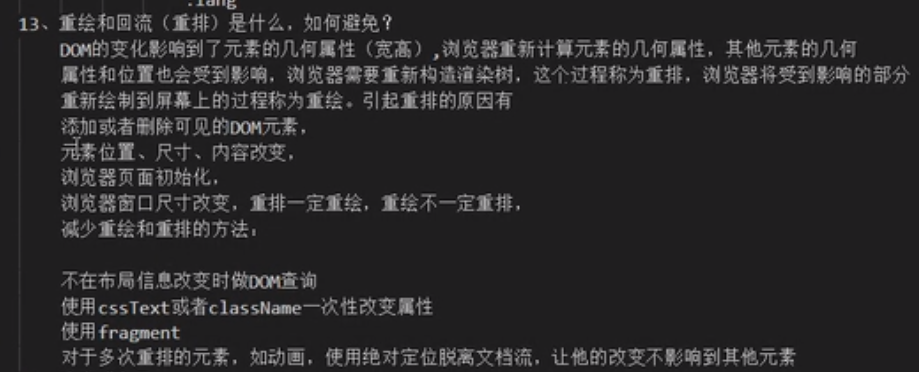 .lang
13、重绘和回流（重排）是什么，如何避免？
DOM的变化影响到了元素的几何属性（宽高）,浏览器重新计算元素的几何属性，其他元素的几何
属性和位置也会受到影响，浏览器需要重新构造渲染树，这个过程称为重排，浏览器将受到影响的部分
重新绘制到屏幕上的过程称为重绘。引起重排的原因有
添加或者删除可见的DOM元素，
元素位置、尺寸、内容改变，
浏览器页面初始化，
浏览器窗口尺寸改变，重排一定重绘，重绘不一定重排，
减少重绘和重排的方法：
不在布局信息改变时做DOM查询
使用cssText或者className一次性改变属性
使用fragment
对于多次重排的元素，如动画，使用绝对定位脱离文档流，让他的改变不影响到其他元素